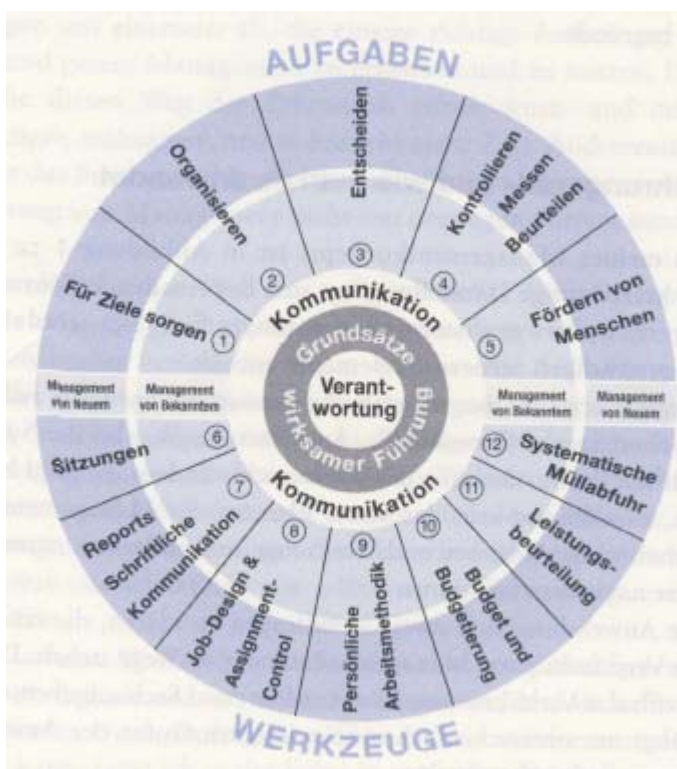 AUFGABEN
Für Ziele sorgen
1
Organisieren
2
Entscheiden
3
Kontrollieren
Messen
Beurteilen
4
Fördern von
Menschen
5
Kommunikation
Grundsätze
wirksamer Führung
Verant-
wortung
Kommunikation
Management
von Neuem
Management
von Bekanntem
Management
von Bekanntem
Management
von Neuem
Sitzungen
6
Reports
Schriftliche
Kommunikation
7
Job-Design &
Assignment-
Control
8
Persönliche
Arbeitsmethodik
9
Budget und
Budgetierung
10
Leistungs-
beurteilung
11
Systematische
Müllabfuhr
12
WERKZEUGE